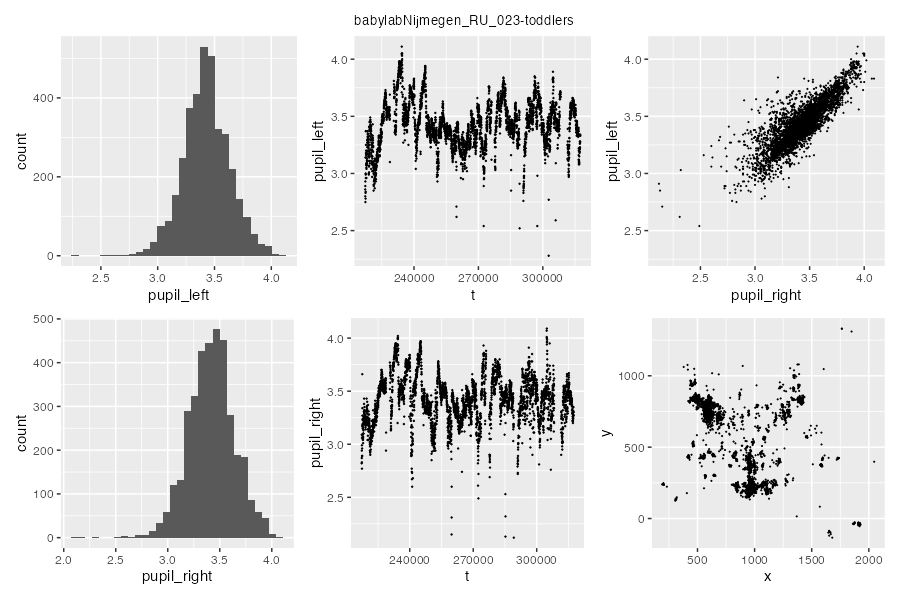 babylabNijmegen_RU_023-toddlers
count
400
200
0
2.5 3.0 3.5 4.0
pupil_left
pupil_left
4.0
3.5
3.0
2.5
240000 270000 300000
t
pupil_left
4.0
3.5
3.0
2.5
2.5 3.0 3.5 4.0
pupil_right
count
500
400
300
200
100
0
2.0 2.5 3.0 3.5 4.0
pupil_right
pupil_right
4.0
3.5
3.0
2.5
240000 270000 300000
t
y
1000
500
0
500 1000 1500 2000
x